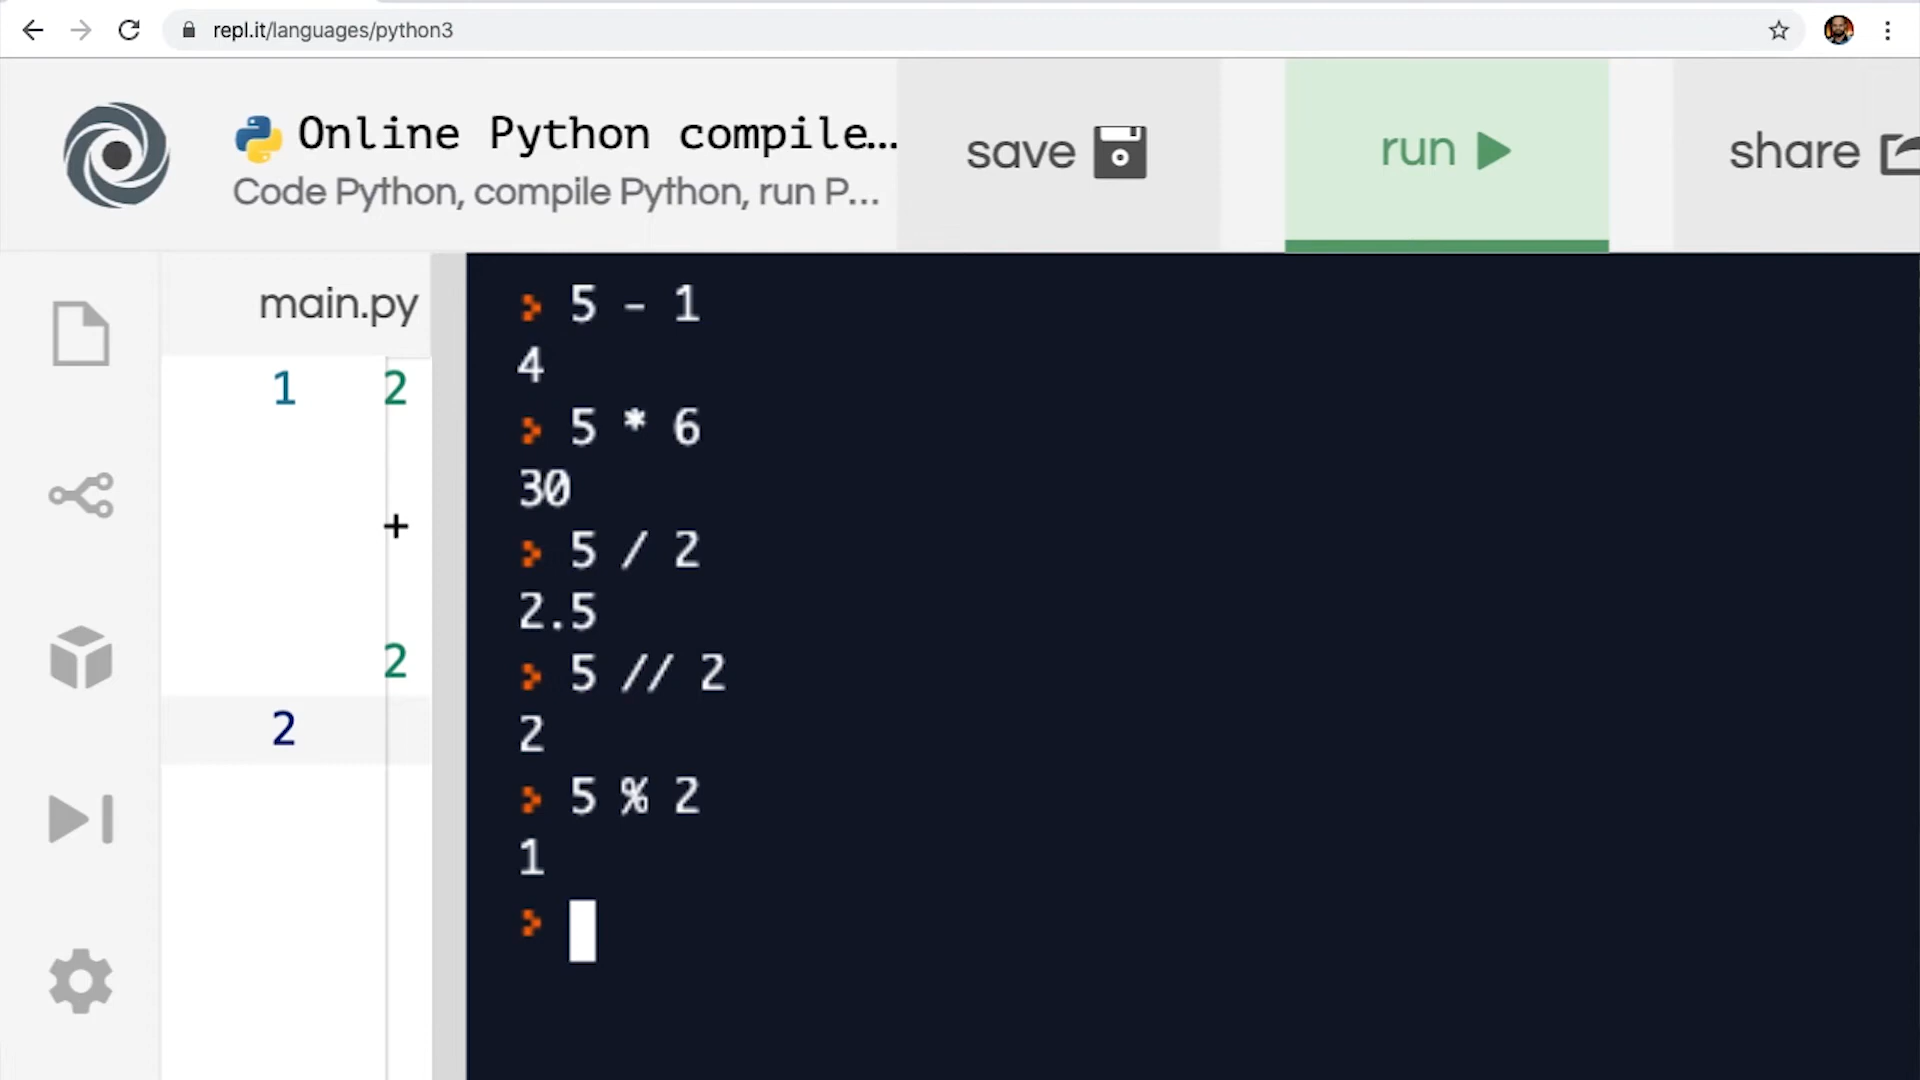 repl.it/languages/python3
Online Python compile...
Code Python, compile Python, run P...
save
run
share
main.py
1 2
+
2
2
5 - 1
4
5 * 6
30
5 / 2
2.5
5 // 2
2
5 % 2
1